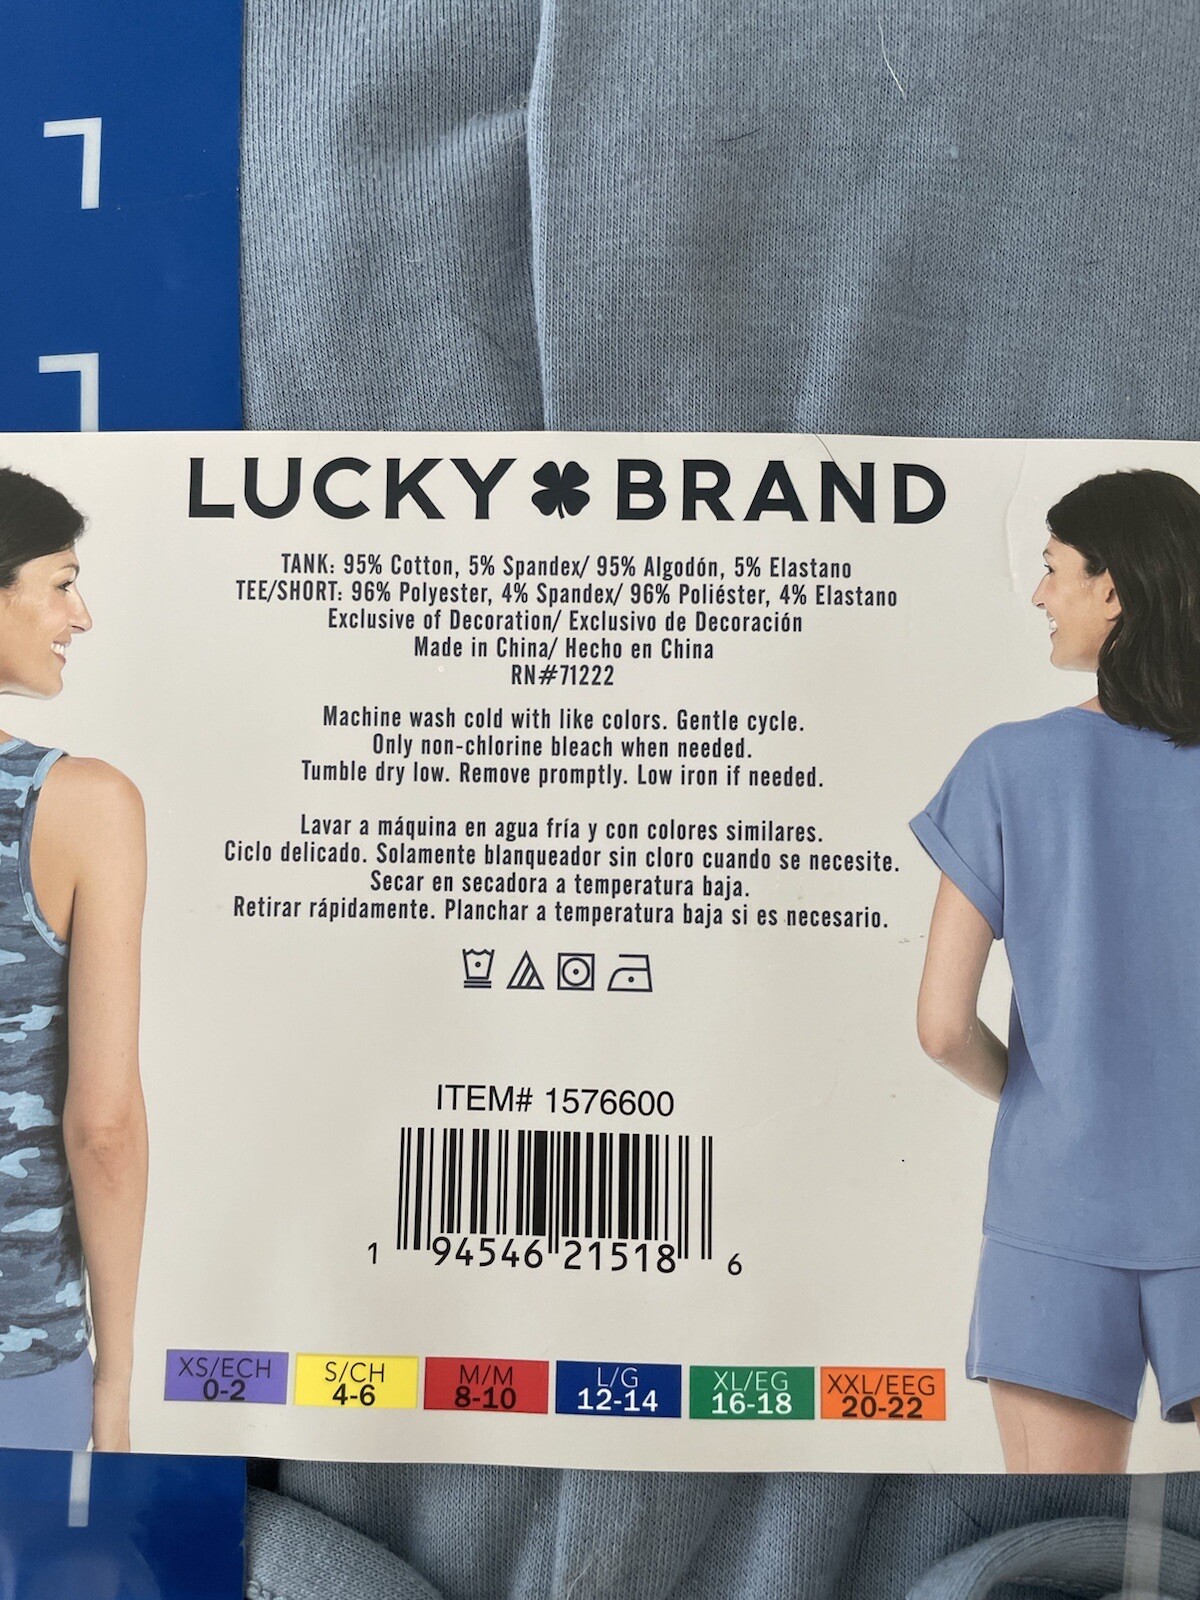 L
L
LUCKY BRAND
TANK: 95% Cotton, 5% Spandex/ 95% Algodón, 5% Elastano
TEE/SHORT: 96% Polyester, 4% Spandex/ 96% Poliéster, 4% Elastano
Exclusive of Decoration/ Exclusivo de Decoración
Made in China/ Hecho en China
RN#71222
Machine wash cold with like colors. Gentle cycle.
Only non-chlorine bleach when needed.
Tumble dry low. Remove promptly. Low iron if needed.
Lavar a máquina en agua fría y con colores similares.
Ciclo delicado. Solamente blanqueador sin cloro cuando se necesite.
Secar en secadora a temperatura baja.
Retirar rápidamente. Planchar a temperatura baja si es necesario.
ITEM# 1576600
1 94546 21518 6
XS/ECH
0-2
S/CH
4-6
M/M
8-10
L/G
12-14
XL/EG
16-18
XXL/EEG
20-22